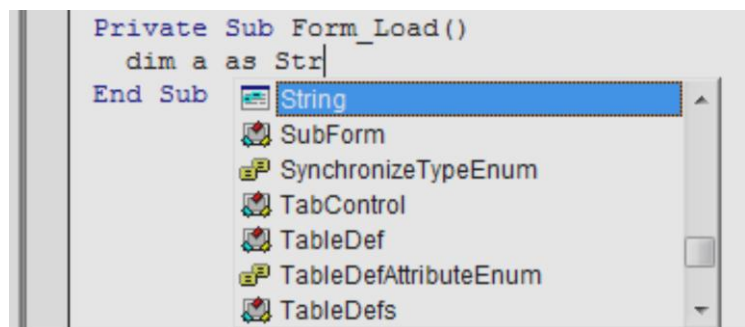 Private Sub Form_Load()
dim a as Str
End Sub
String
SubForm
SynchronizeTypeEnum
TabControl
TableDef
TableDefAttributeEnum
TableDefs